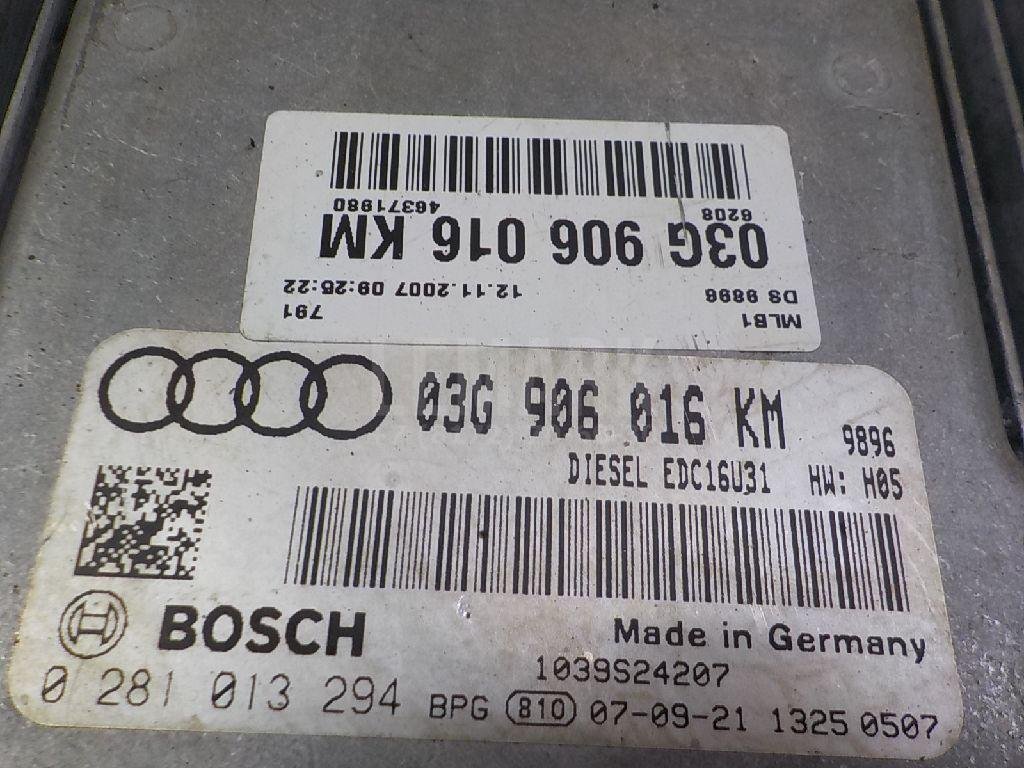 46371980 6208
03G 906 016 KM
791 12.11.2007 09:25:22 DS 9896
MLB1
03G 906 016 KM 9896
DIESEL EDC16U31 HW: H05
BOSCH Made in Germany
1039S24207
0 281 013 294 BPG 810 07-09-21 1325 0507